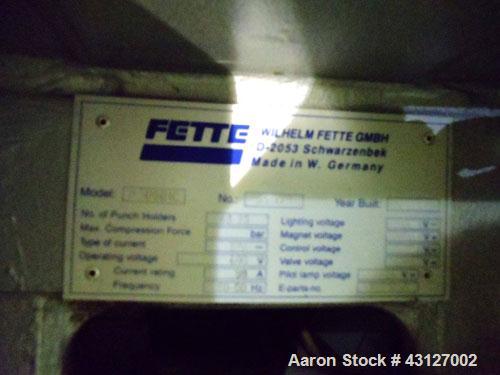 FETTE
WILHELM FETTE GMBH
D-2053 Schwarzenbek
Made in W. Germany
Model:
No.
Year Built:
No. of Punch Holders
Max. Compression Force bar
Type of current
Operating voltage V
Current rating A
Frequency Hz
Lighting voltage V
Magnet voltage V
Control voltage V
Valve voltage V
Pilot lamp voltage V
E-parts-no.
Aaron Stock # 43127002